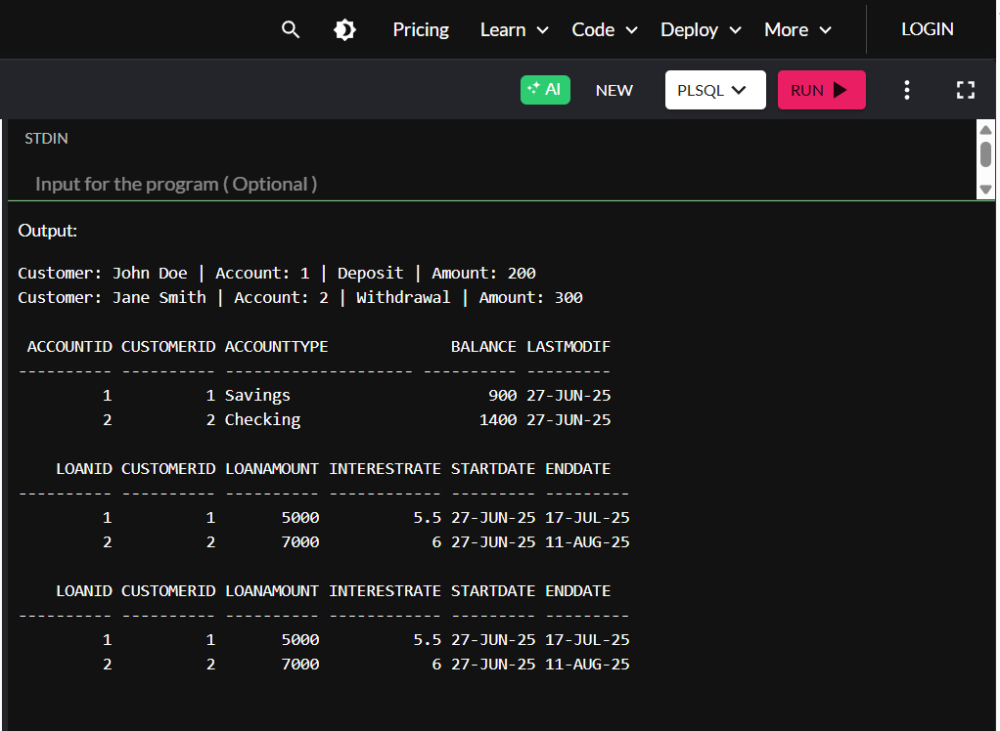 Pricing Learn Code Deploy More LOGIN
AI NEW PLSQL RUN
STDIN
Input for the program ( Optional )
Output:
Customer: John Doe | Account: 1 | Deposit | Amount: 200
Customer: Jane Smith | Account: 2 | Withdrawal | Amount: 300
 ACCOUNTID CUSTOMERID ACCOUNTTYPE             BALANCE LASTMODIF
---------- ---------- -------------------- ---------- ---------
         1          1 Savings                     900 27-JUN-25
         2          2 Checking                   1400 27-JUN-25
    LOANID CUSTOMERID LOANAMOUNT INTERESTRATE STARTDATE ENDDATE
---------- ---------- ---------- ------------ --------- ---------
         1          1       5000          5.5 27-JUN-25 17-JUL-25
         2          2       7000            6 27-JUN-25 11-AUG-25
    LOANID CUSTOMERID LOANAMOUNT INTERESTRATE STARTDATE ENDDATE
---------- ---------- ---------- ------------ --------- ---------
         1          1       5000          5.5 27-JUN-25 17-JUL-25
         2          2       7000            6 27-JUN-25 11-AUG-25